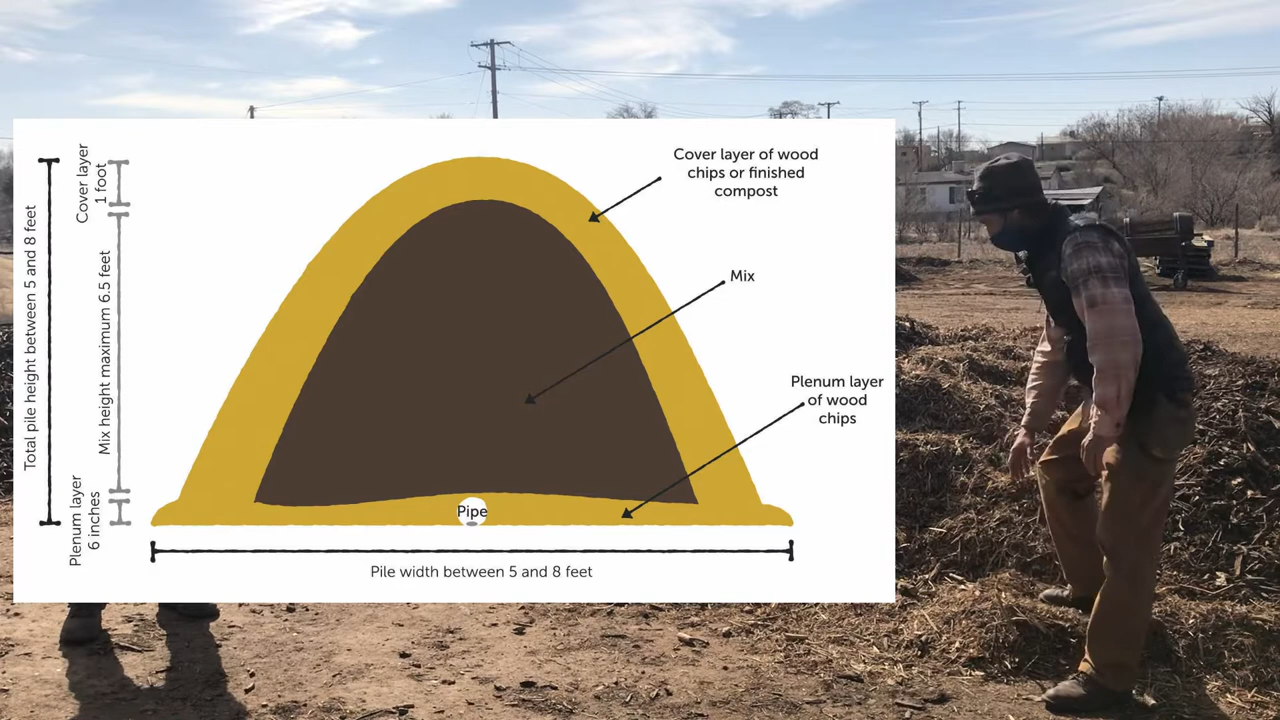 Total pile height between 5 and 8 feet
Cover layer
1 foot
Mix height maximum 6.5 feet
Plenum layer
6 inches
Cover layer of wood
chips or finished
compost
Mix
Plenum layer
of wood
chips
Pipe
Pile width between 5 and 8 feet